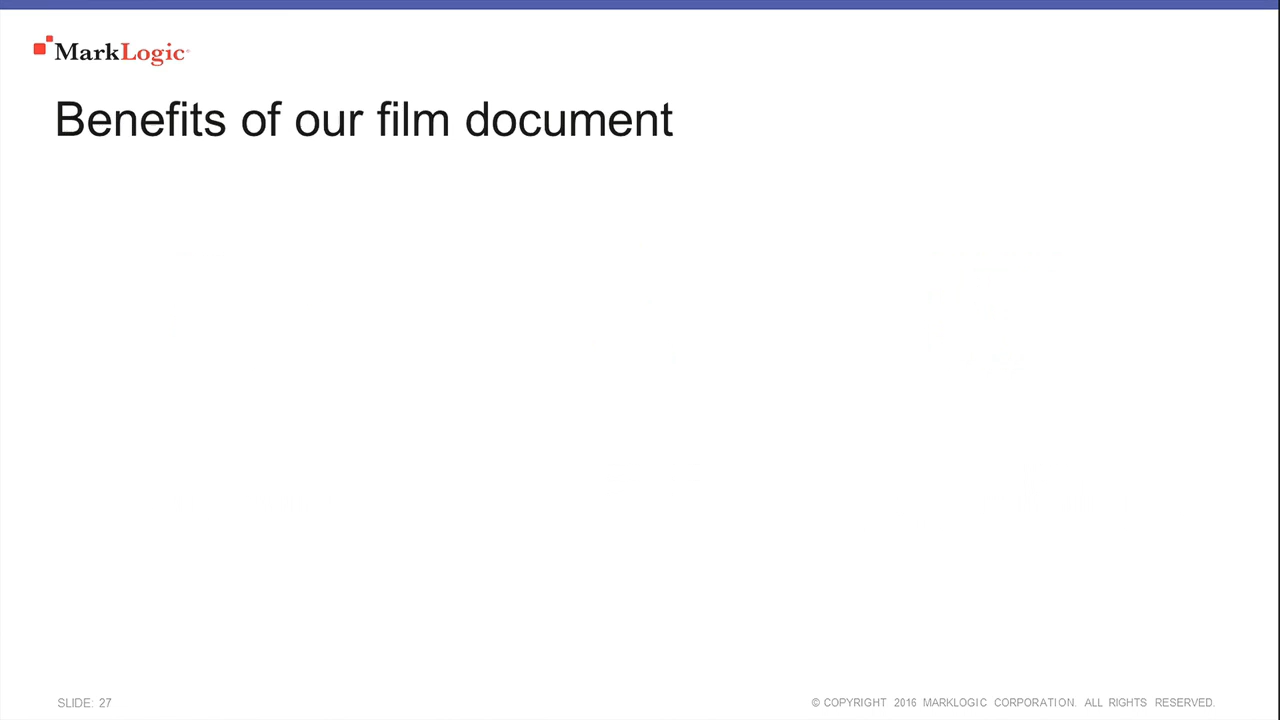 MarkLogic
Benefits of our film document
SLIDE: 27
© COPYRIGHT 2016 MARKLOGIC CORPORATION. ALL RIGHTS RESERVED.